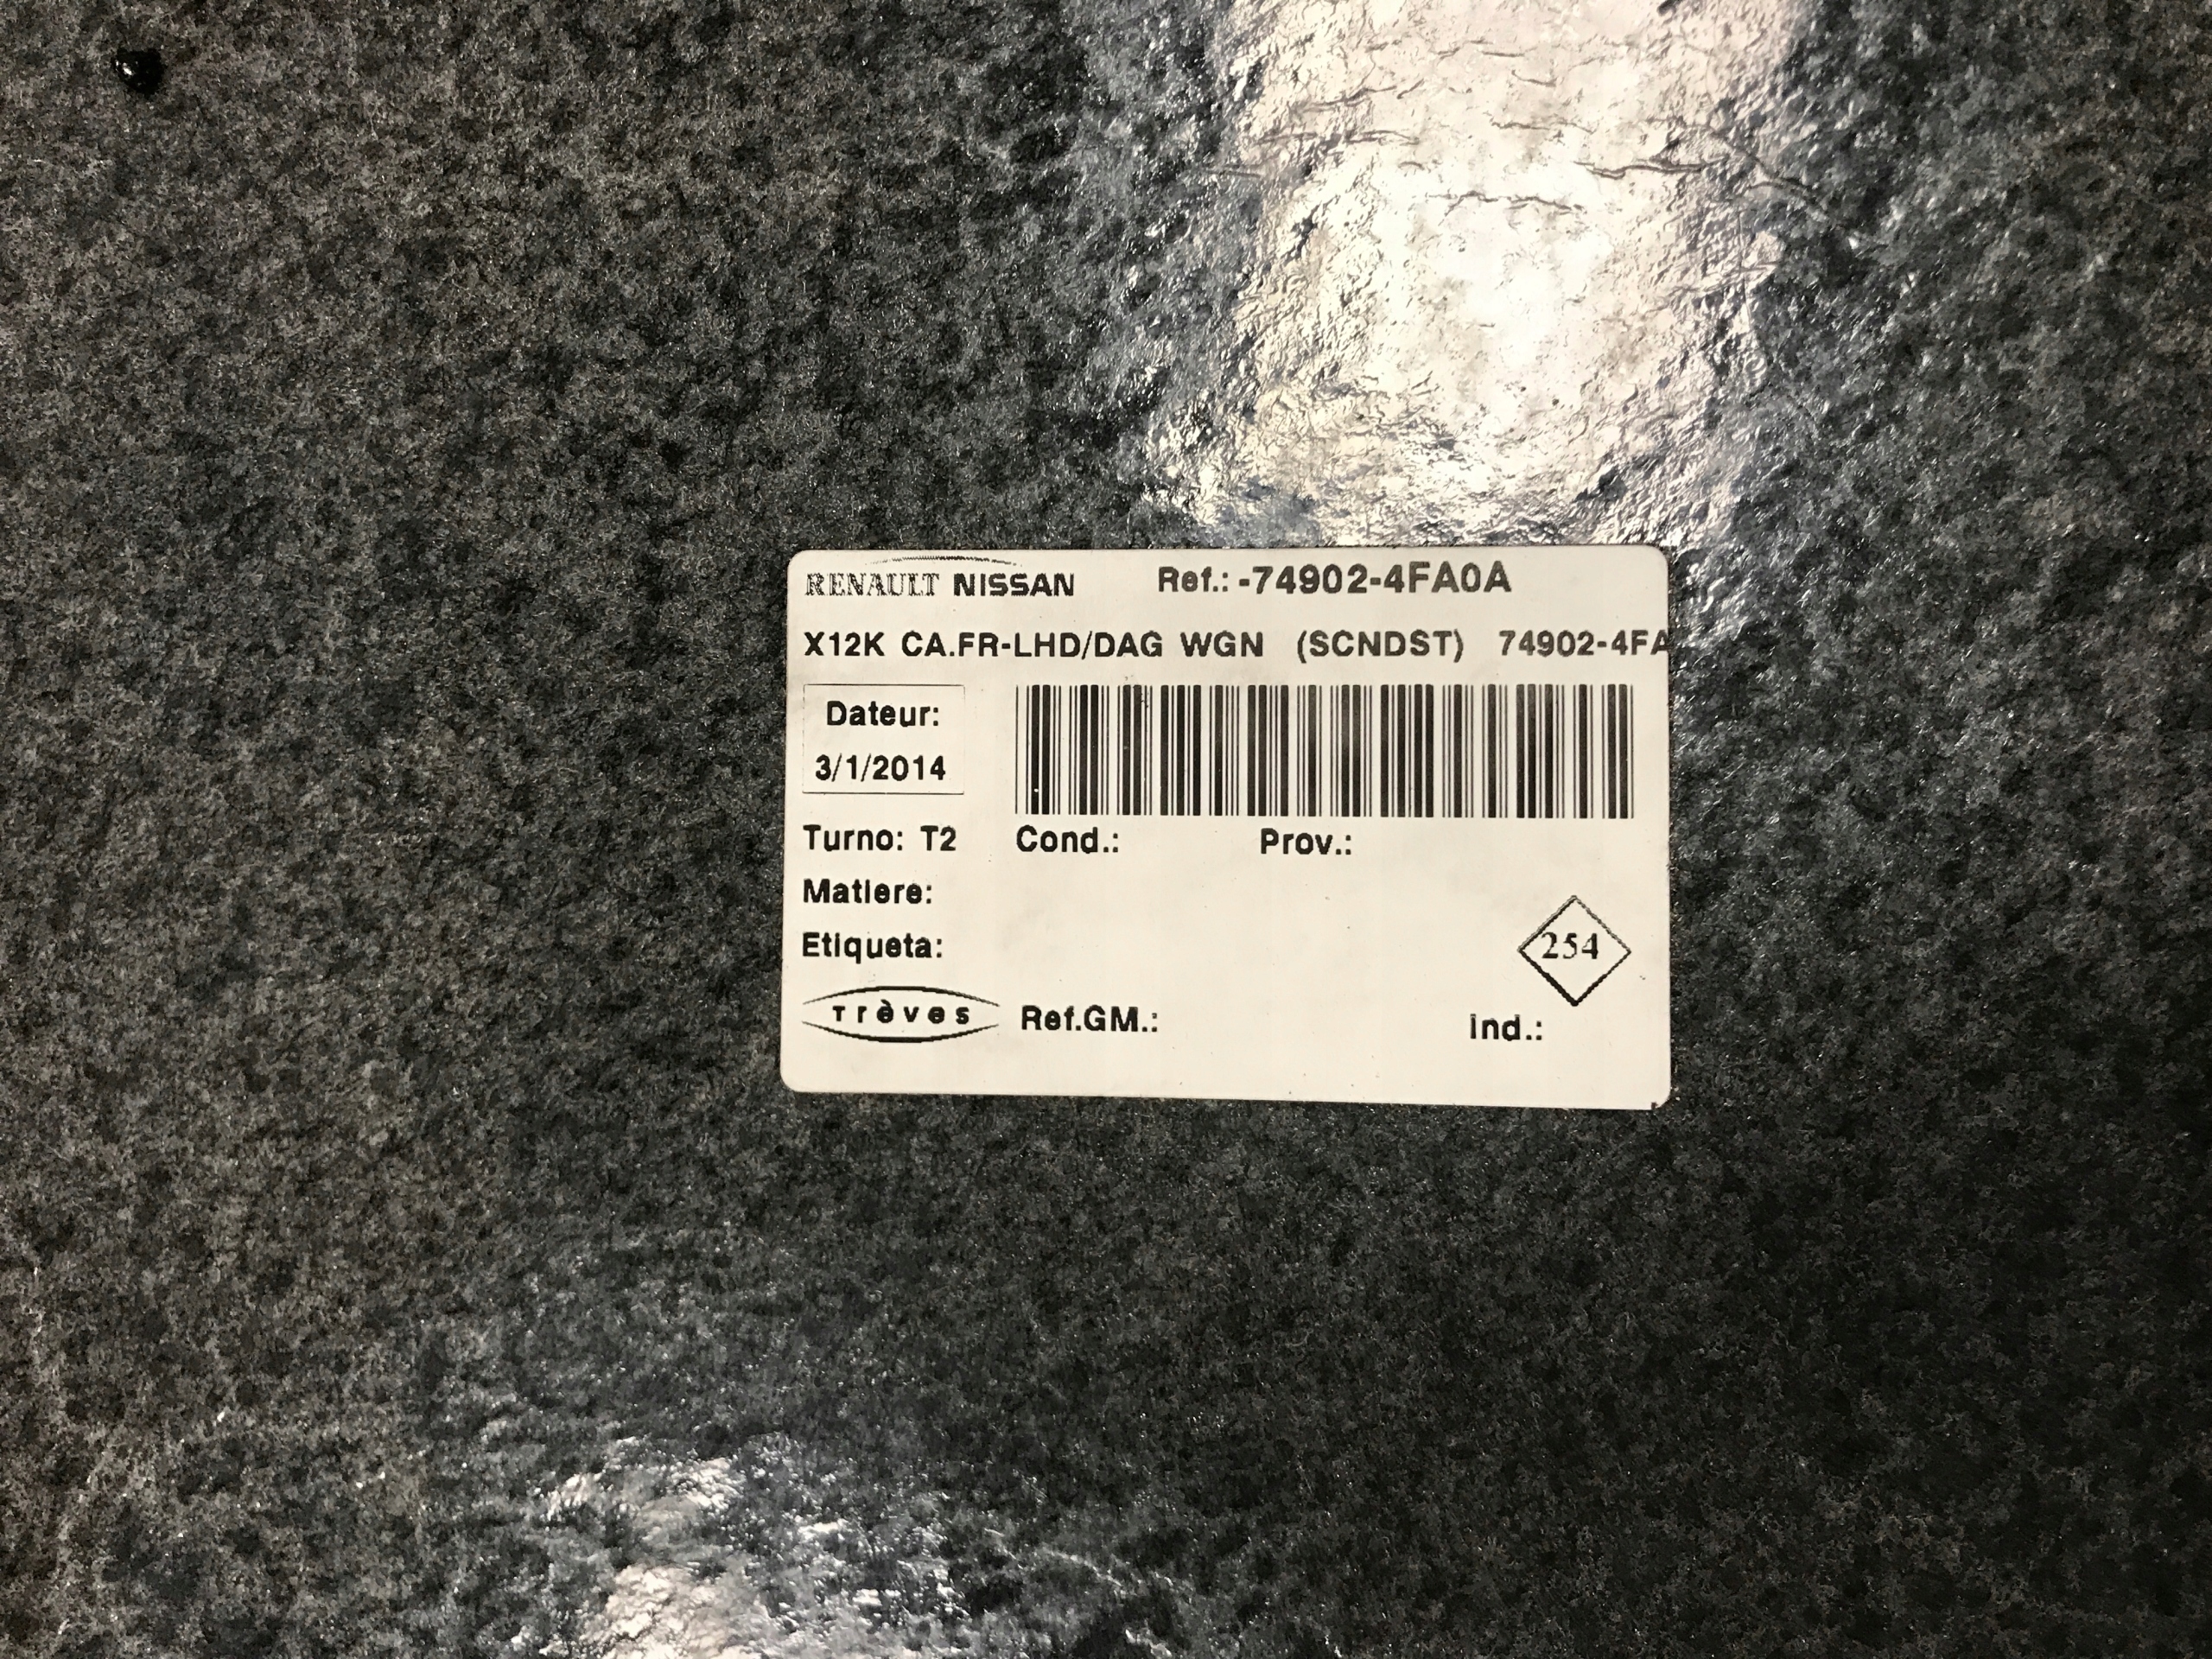 RENAULT NISSAN Ref.: -74902-4FA0A
X12K CA.FR-LHD/DAG WGN (SCNDST) 74902-4FA
Dateur:
3/1/2014
Turno: T2 Cond.: Prov.:
Matiere:
Etiqueta:
254
Trèves Ref.GM.: Ind.: